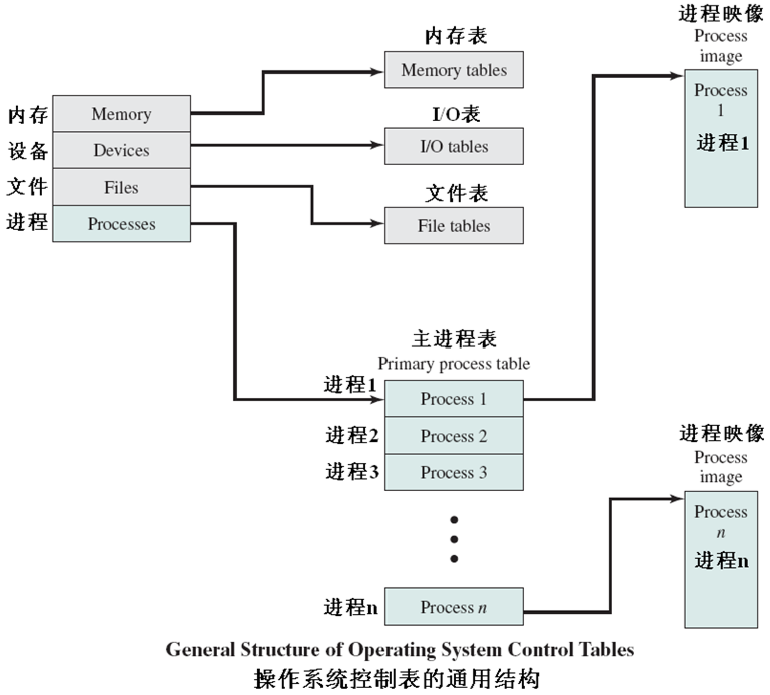 内存表
Memory tables
进程映像
Process
image
Process
1
进程1
内存
Memory
设备
Devices
文件
Files
进程
Processes
I/O表
I/O tables
文件表
File tables
主进程表
Primary process table
进程1
Process 1
进程2
Process 2
进程3
Process 3
进程n
Process n
进程映像
Process
image
Process
n
进程n
General Structure of Operating System Control Tables
操作系统控制表的通用结构